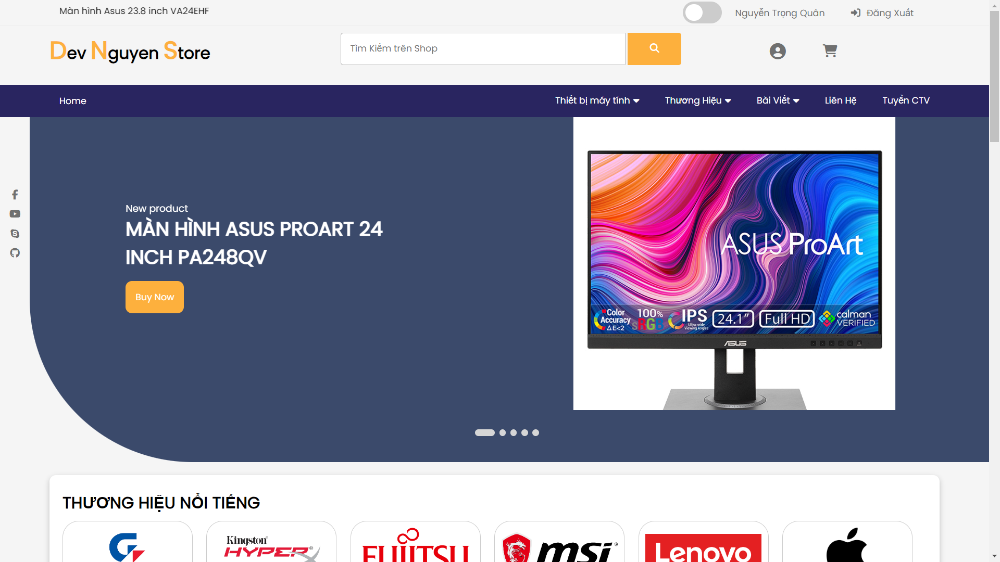 Màn hình Asus 23.8 inch VA24EHF
Nguyễn Trọng Quân
Đăng Xuất
Dev Nguyen Store
Tìm Kiếm trên Shop
Home
Thiết bị máy tính
Thương Hiệu
Bài Viết
Liên Hệ
Tuyển CTV
New product
MÀN HÌNH ASUS PROART 24
INCH PA248QV
Buy Now
ASUS ProArt
Color
Accuracy
ΔE<2
100%
sRGB
IPS
Ultra-wide
Viewing Angles
24.1”
Full HD
calman
VERIFIED
ASUS
THƯƠNG HIỆU NỔI TIẾNG
Kingston®
HYPERX®
FUJITSU
msi
Lenovo